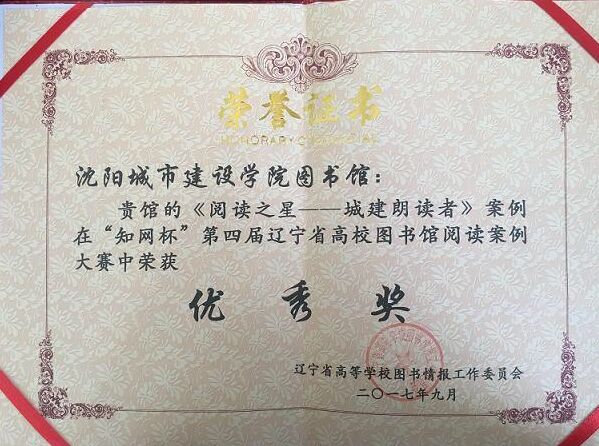 荣誉证书
HONORARY CREDENTIAL
沈阳城市建设学院图书馆：
贵馆的《阅读之星——城建朗读者》案例
在“知网杯”第四届辽宁省高校图书馆阅读案例
大赛中荣获
优秀奖
辽宁省高等学校图书情报工作委员会
二〇一七年九月